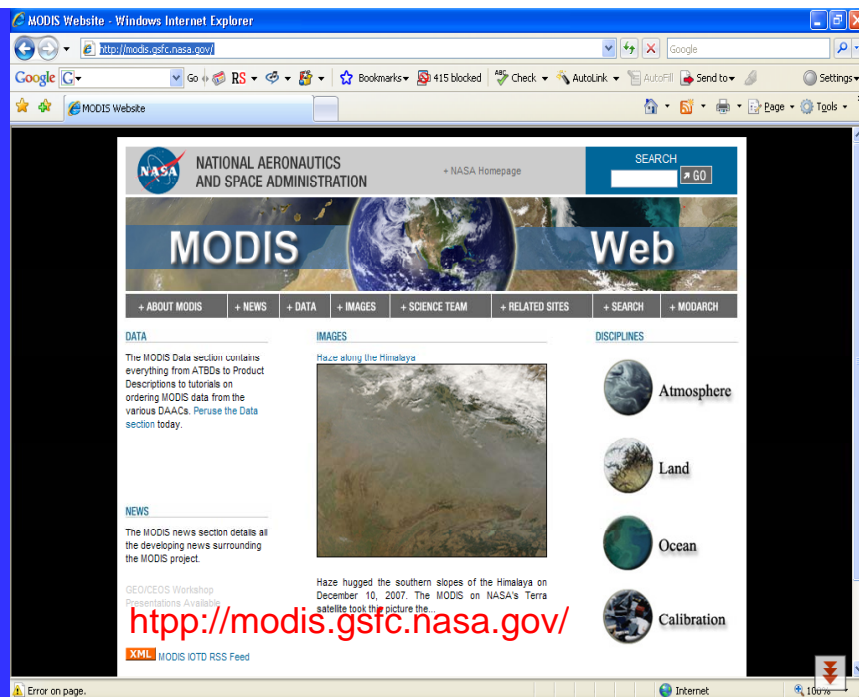 MODIS Website - Windows Internet Explorer
http://modis.gsfc.nasa.gov/
Google
Google G Go RS Bookmarks 415 blocked ABC Check AutoLink AutoFill Send to Settings
MODIS Website Page Tools
NASA
NATIONAL AERONAUTICS
AND SPACE ADMINISTRATION
+ NASA Homepage
SEARCH
GO
MODIS Web
+ ABOUT MODIS + NEWS + DATA + IMAGES + SCIENCE TEAM + RELATED SITES + SEARCH + MODARCH
DATA
The MODIS Data section contains
everything from ATBDs to Product
Descriptions to tutorials on
ordering MODIS data from the
various DAACs. Peruse the Data
section today.
NEWS
The MODIS news section details all
the developing news surrounding
the MODIS project.
GEO/CEOS Workshop
Presentations Available
XML MODIS IOTD RSS Feed
IMAGES
Haze along the Himalaya
Haze hugged the southern slopes of the Himalaya on
December 10, 2007. The MODIS on NASA's Terra
satellite took this picture the...
DISCIPLINES
Atmosphere
Land
Ocean
Calibration
htpp://modis.gsfc.nasa.gov/
Error on page. Internet 100%